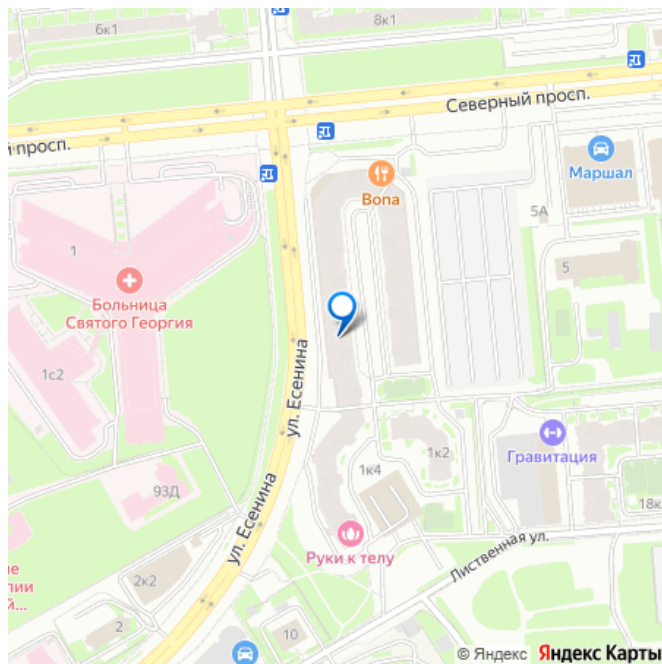 6к1
8к1
Северный просп.
й просп.
Маршал
Bona
5А
1
5
Больница
Святого Георгия
1с2
ул. Есенина
1к2
Гравитация
1к4
93Д
18к
ул. Есенина
Руки к телу
Лиственная ул.
2к2
2
10
© Яндекс Яндекс Карты